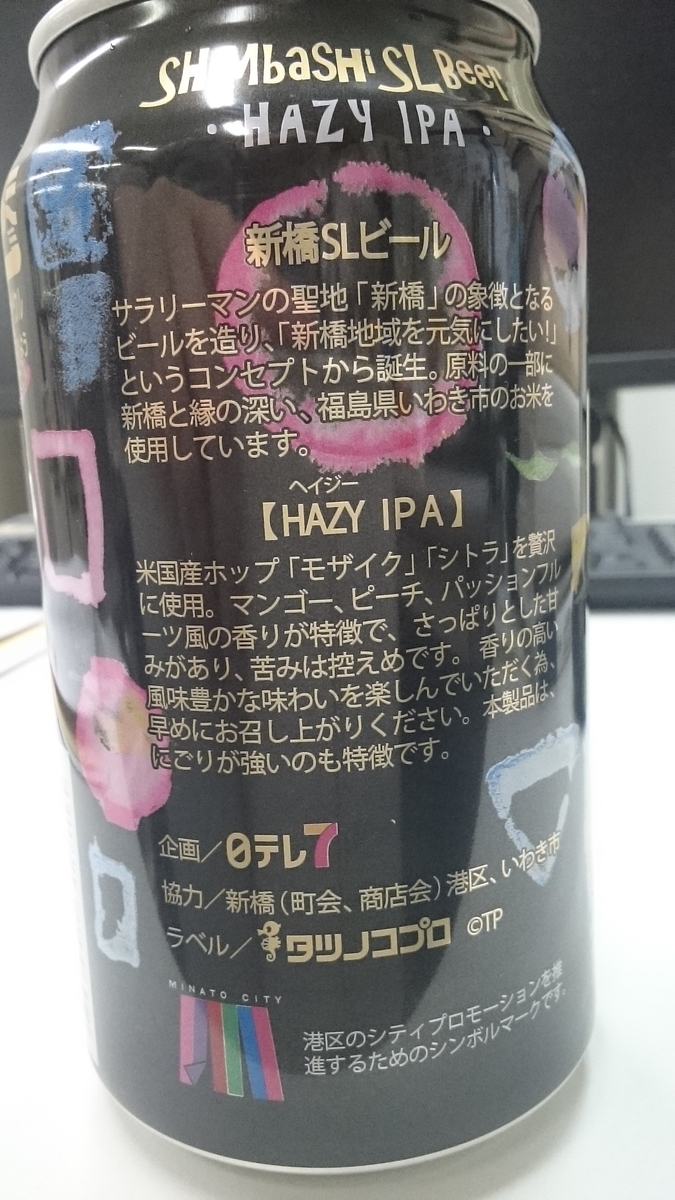 SHiMbaSHi SL Beer
・HAZY IPA・
新橋SLビール
サラリーマンの聖地「新橋」の象徴となる
ビールを造り、「新橋地域を元気にしたい!」
というコンセプトから誕生。原料の一部に
新橋と縁の深い、福島県いわき市のお米を
使用しています。
ヘイジー
【HAZY IPA】
米国産ホップ「モザイク」「シトラ」を贅沢
に使用。マンゴー、ピーチ、パッションフル
ーツ風の香りが特徴で、さっぱりとした甘
みがあり、苦みは控えめです。香りの高い
風味豊かな味わいを楽しんでいただく為、
早めにお召し上がりください。本製品は、
にごりが強いのも特徴です。
企画/日テレ7
協力/新橋(町会、商店会)港区、いわき市
ラベル/タツノコプロ ©TP
MINATO CITY
港区のシティプロモーションを推
進するためのシンボルマークです。